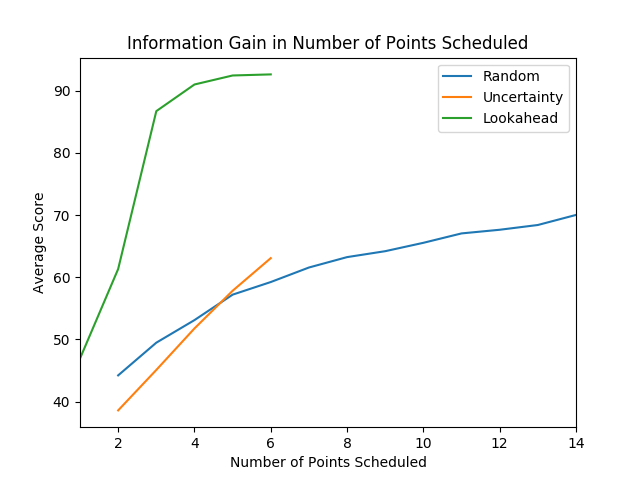 Information Gain in Number of Points Scheduled
Random
Uncertainty
Lookahead
Average Score
90
80
70
60
50
40
2 4 6 8 10 12 14
Number of Points Scheduled